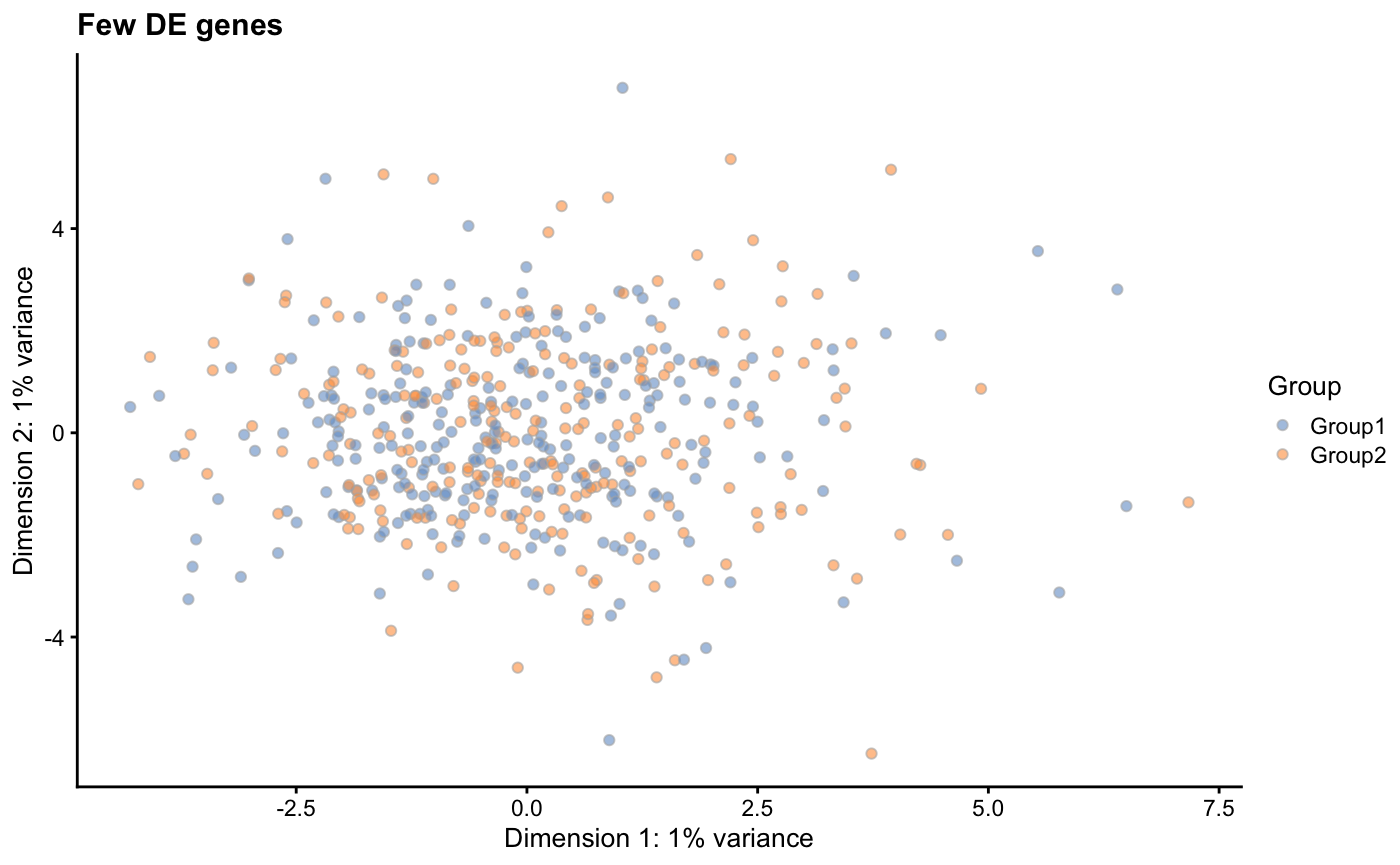 Few DE genes
Dimension 2: 1% variance
4
0
-4
-2.5
0.0
2.5
5.0
7.5
Dimension 1: 1% variance
Group
Group1
Group2